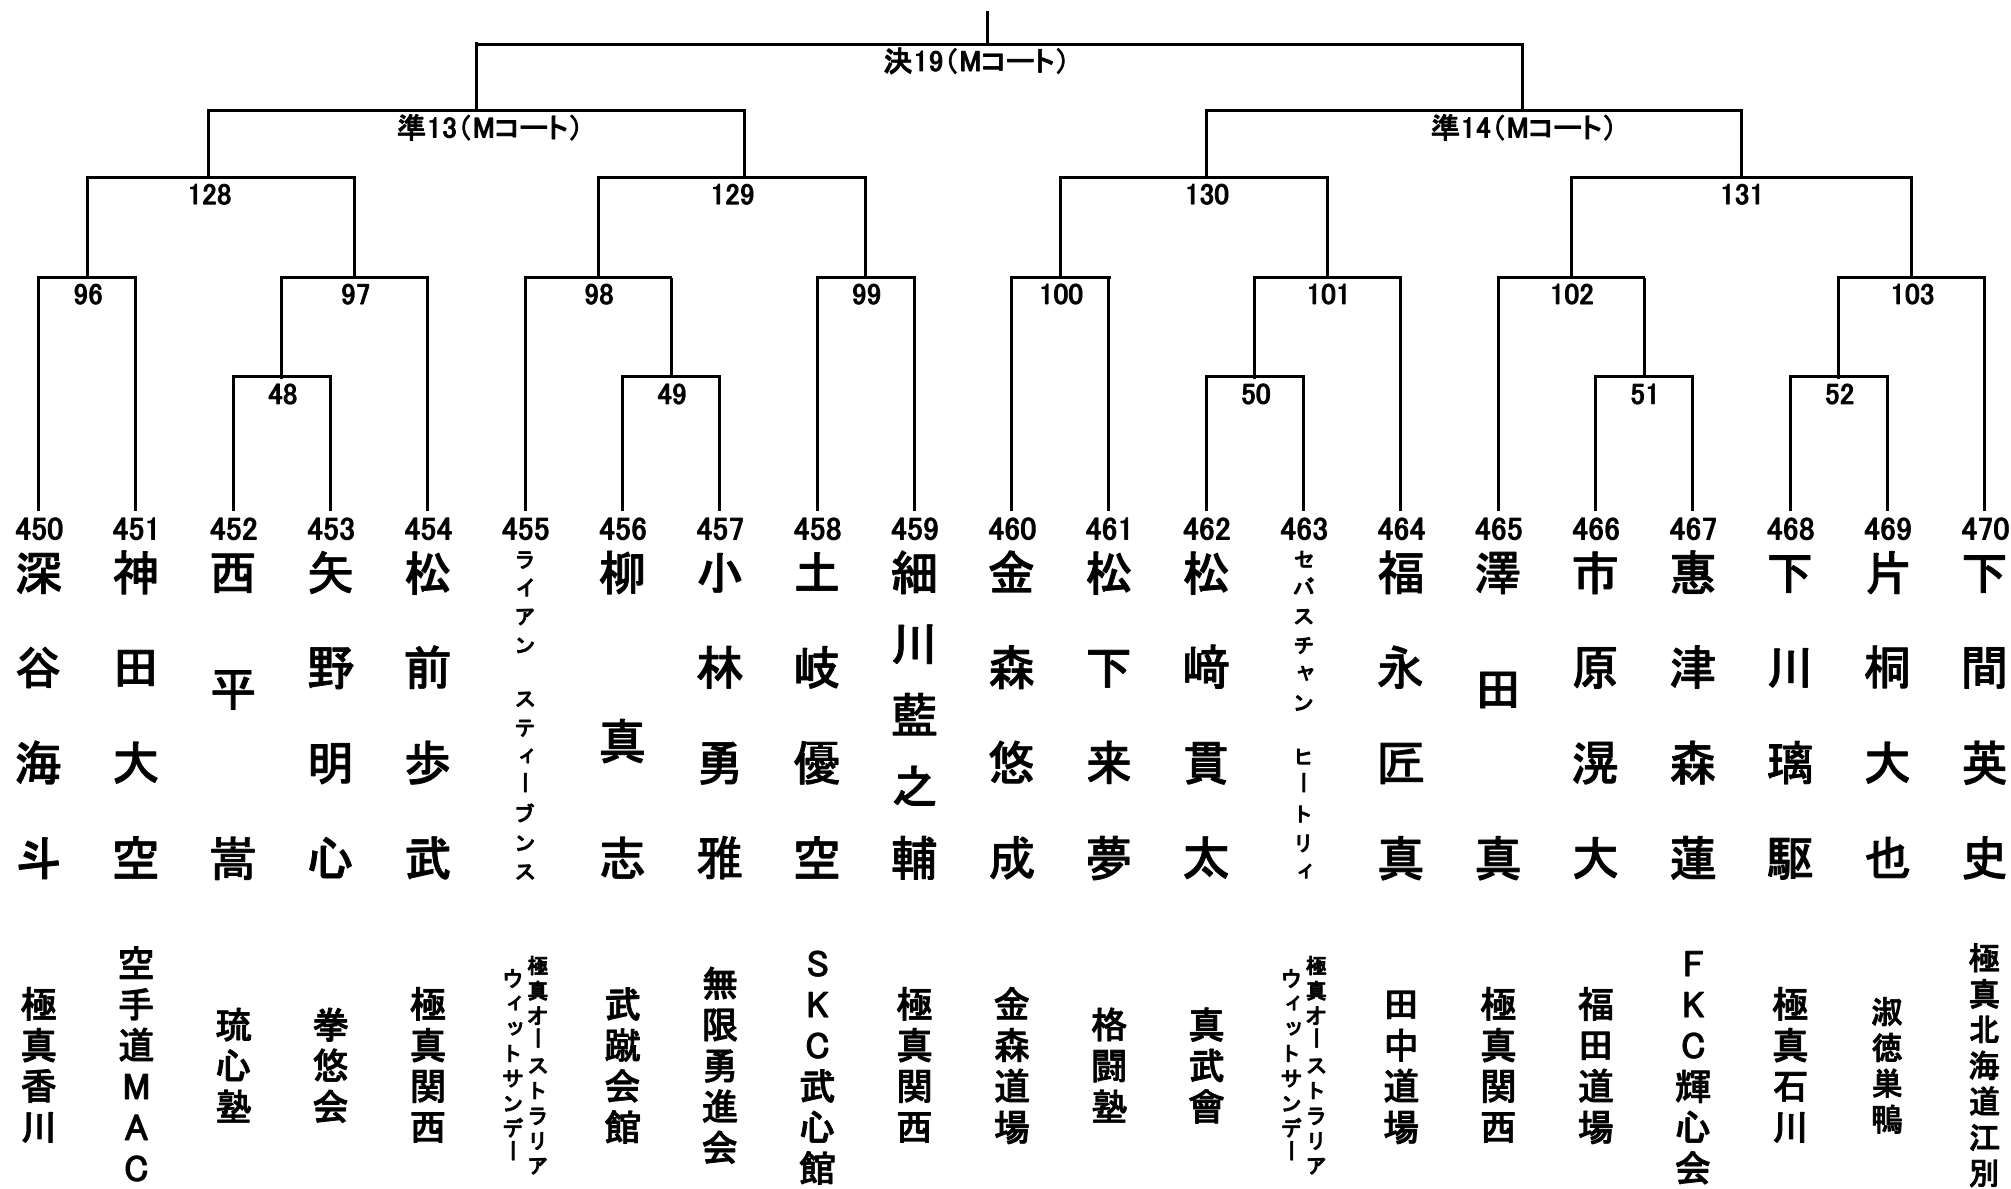 決19(Mコート)
準13(Mコート)
準14(Mコート)
128
129
130
131
96
97
98
99
100
101
102
103
48
49
50
51
52
450
深谷海斗
極真香川
451
神田大空
空手道MAC
452
西平嵩
琉心塾
453
矢野明心
拳悠会
454
松前歩武
極真関西
455
ライアン スティーブンス
極真オーストラリア
ウィットサンデー
456
柳真志
武蹴会館
457
小林勇雅
無限勇進会
458
土岐優空
SKC武心館
459
細川藍之輔
極真関西
460
金森悠成
金森道場
461
松下来夢
格闘塾
462
松﨑貫太
真武會
463
セバスチャン ヒートリィ
極真オーストラリア
ウィットサンデー
464
福永匠真
田中道場
465
澤田真
極真関西
466
市原滉大
福田道場
467
惠津森蓮
FKC輝心会
468
下川璃駆
極真石川
469
片桐大也
淑徳巣鴨
470
下間英史
極真北海道江別